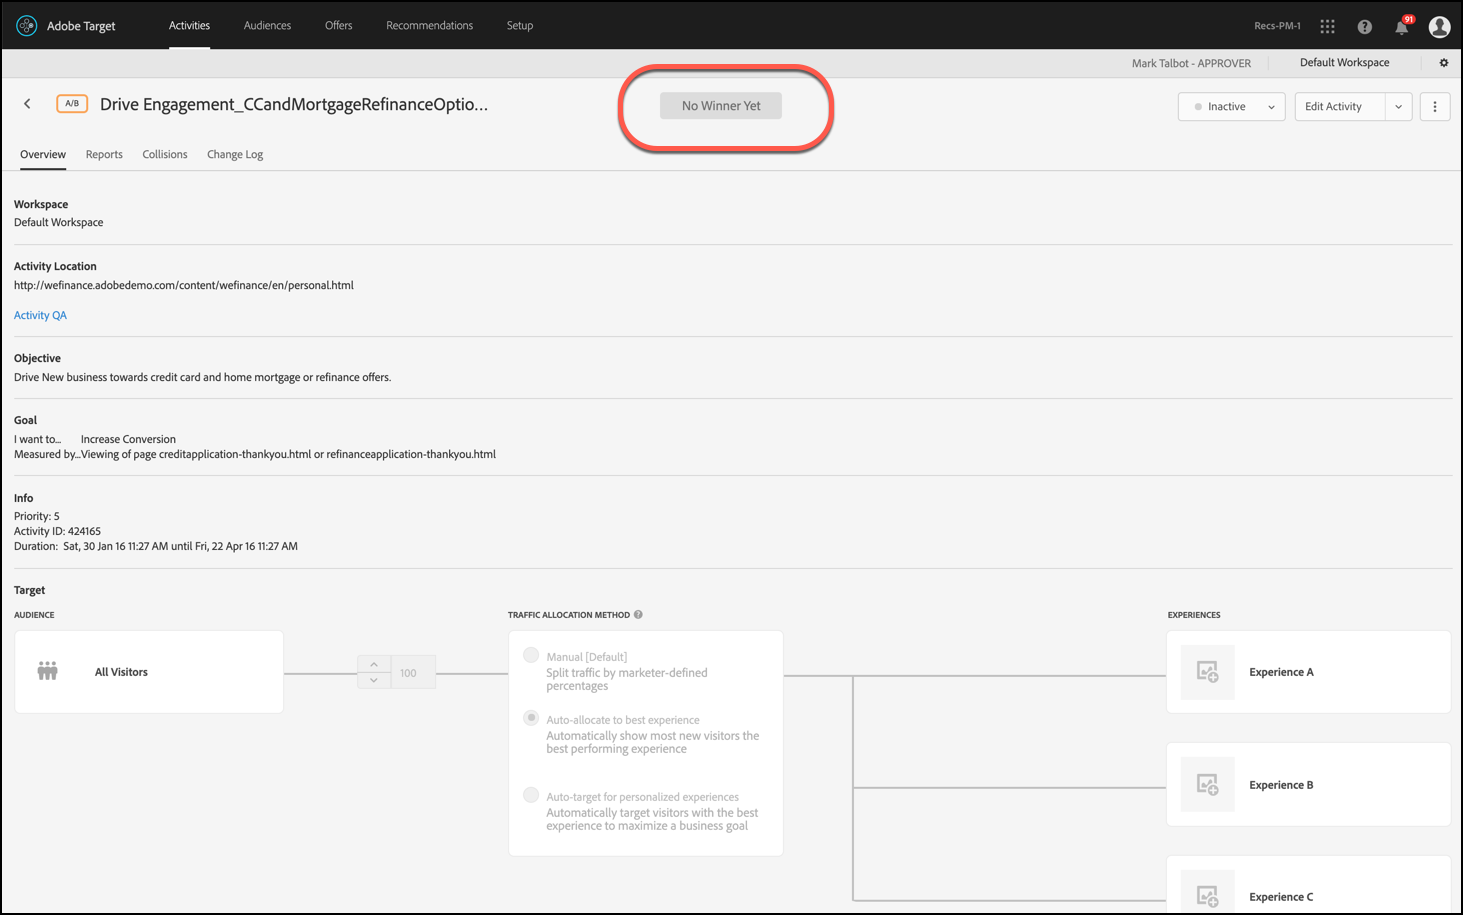 Adobe Target
Activities
Audiences
Offers
Recommendations
Setup
Recs-PM-1
91
Mark Talbot - APPROVER
Default Workspace
A/B
Drive Engagement_CCandMortgageRefinanceOptio...
No Winner Yet
Inactive
Edit Activity
Overview
Reports
Collisions
Change Log
Workspace
Default Workspace
Activity Location
http://wefinance.adobedemo.com/content/wefinance/en/personal.html
Activity QA
Objective
Drive New business towards credit card and home mortgage or refinance offers.
Goal
I want to... Increase Conversion
Measured by...Viewing of page creditapplication-thankyou.html or refinanceapplication-thankyou.html
Info
Priority: 5
Activity ID: 424165
Duration: Sat, 30 Jan 16 11:27 AM until Fri, 22 Apr 16 11:27 AM
Target
AUDIENCE
All Visitors
100
TRAFFIC ALLOCATION METHOD
Manual [Default]
Split traffic by marketer-defined
percentages
Auto-allocate to best experience
Automatically show most new visitors the
best performing experience
Auto-target for personalized experiences
Automatically target visitors with the best
experience to maximize a business goal
EXPERIENCES
Experience A
Experience B
Experience C